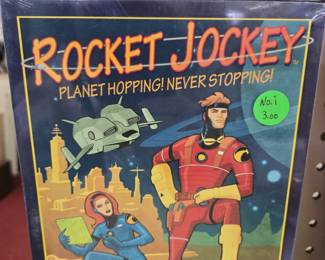 ROCKET JOCKEY
PLANET HOPPING! NEVER STOPPING!
No. 1
3.00